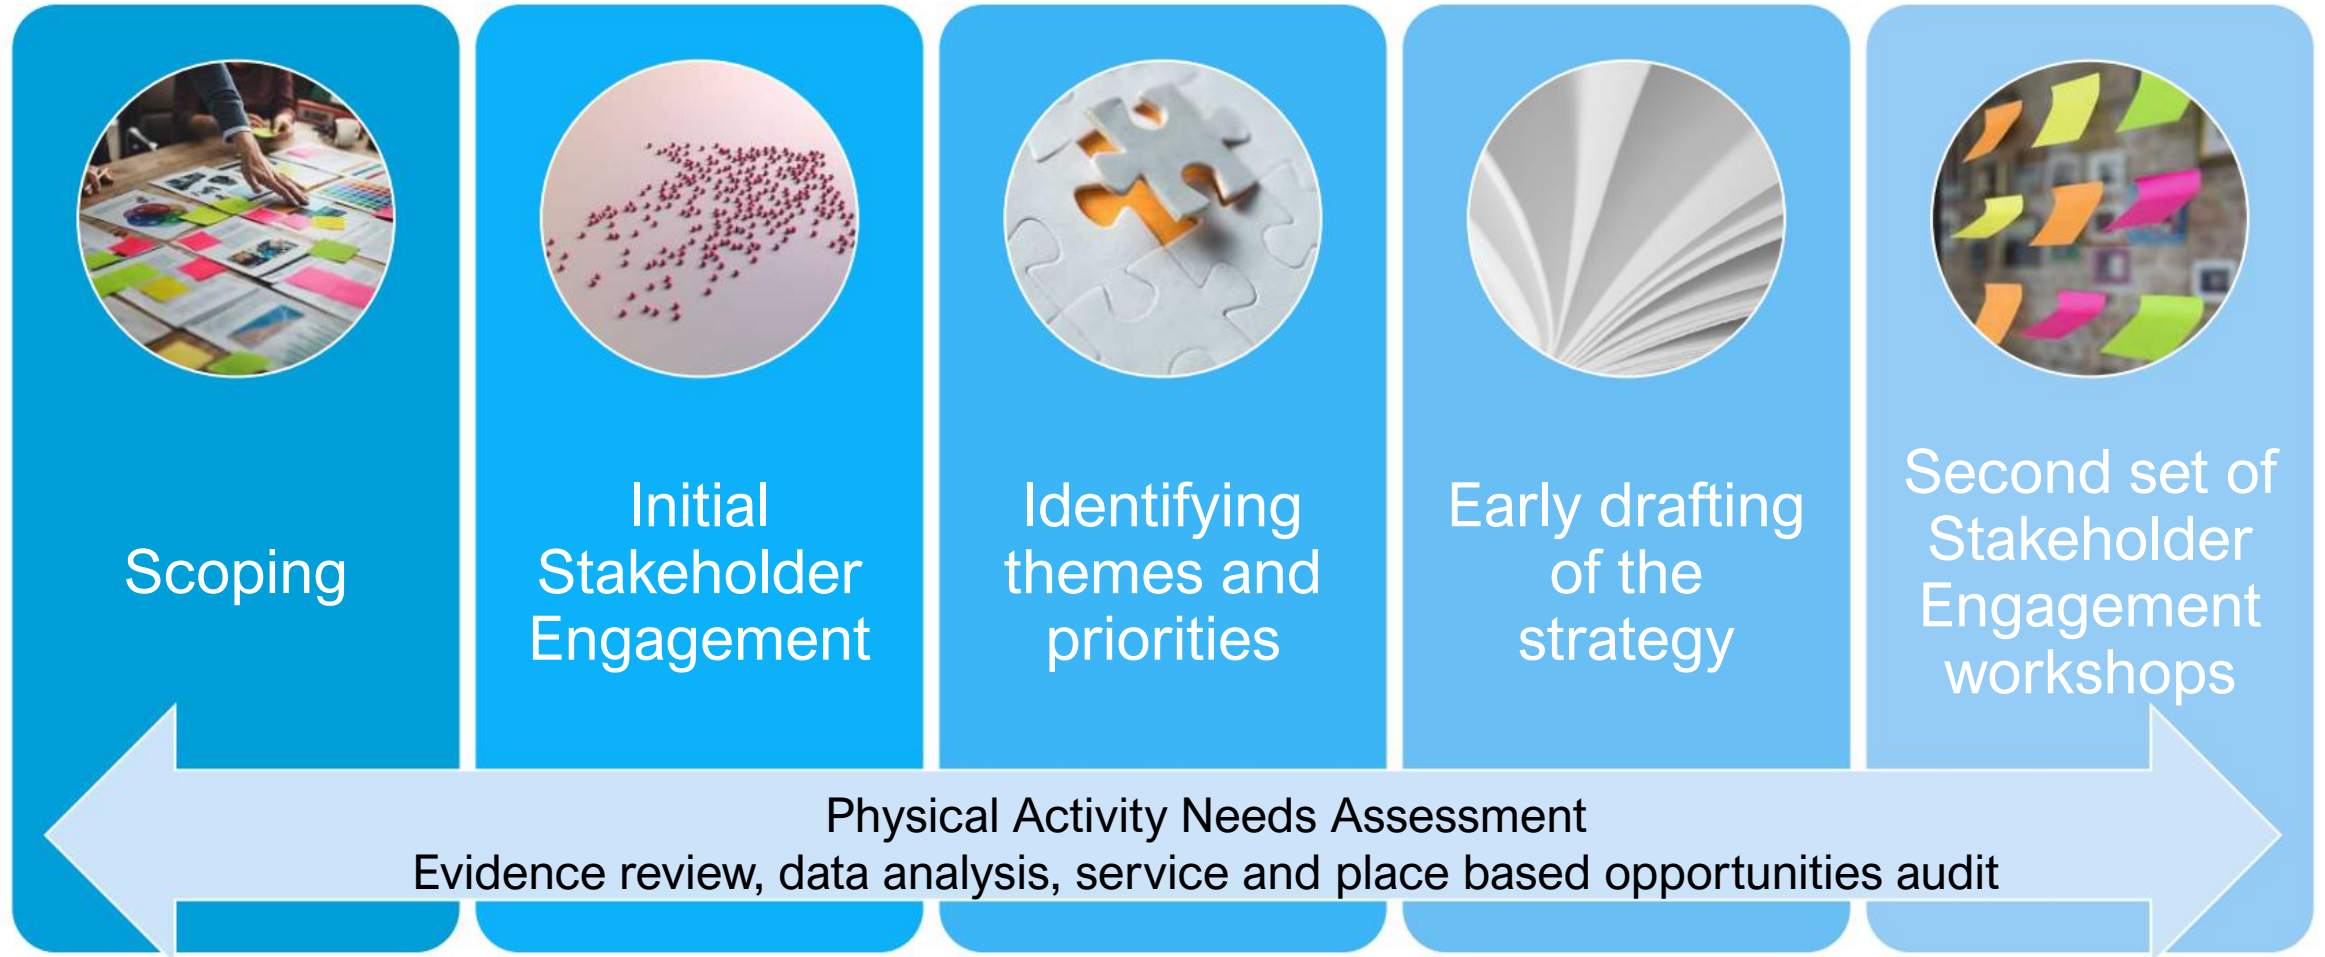 Scoping
Initial
Stakeholder
Engagement
Identifying
themes and
priorities
Early drafting
of the
strategy
Second set of
Stakeholder
Engagement
workshops
Physical Activity Needs Assessment
Evidence review, data analysis, service and place based opportunities audit